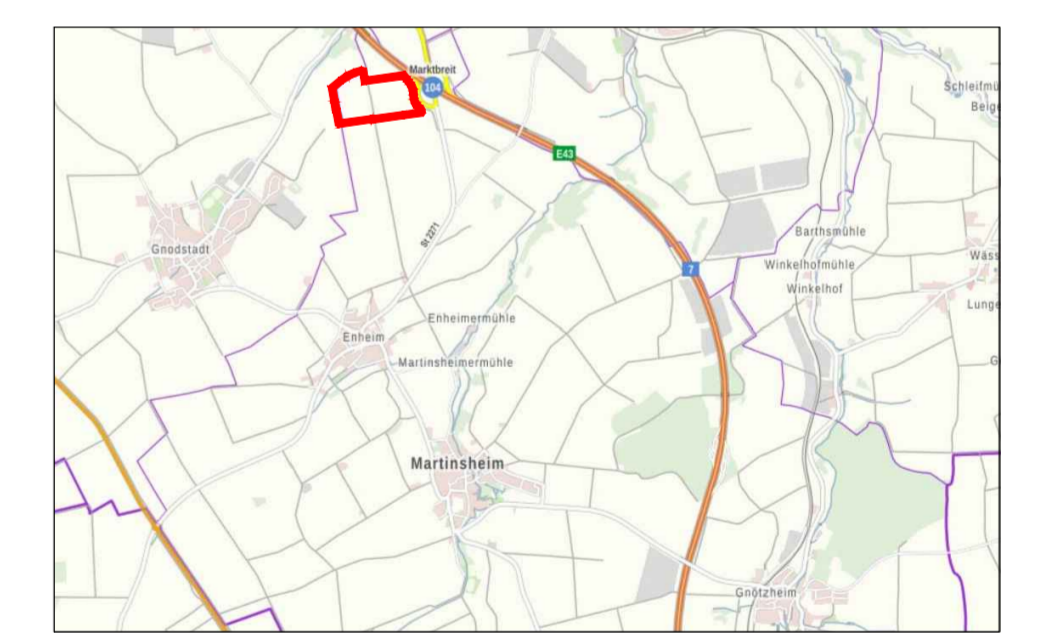 Marktbreit
104
Schleifmü
Beige
E43
St 2271
Barthsmühle
Gnodstadt
Wäss
Winkelhofmühle
7
Winkelhof
Lunge
Enheimermühle
Enheim
Martinsheimermühle
G
Martinsheim
Gnötzheim